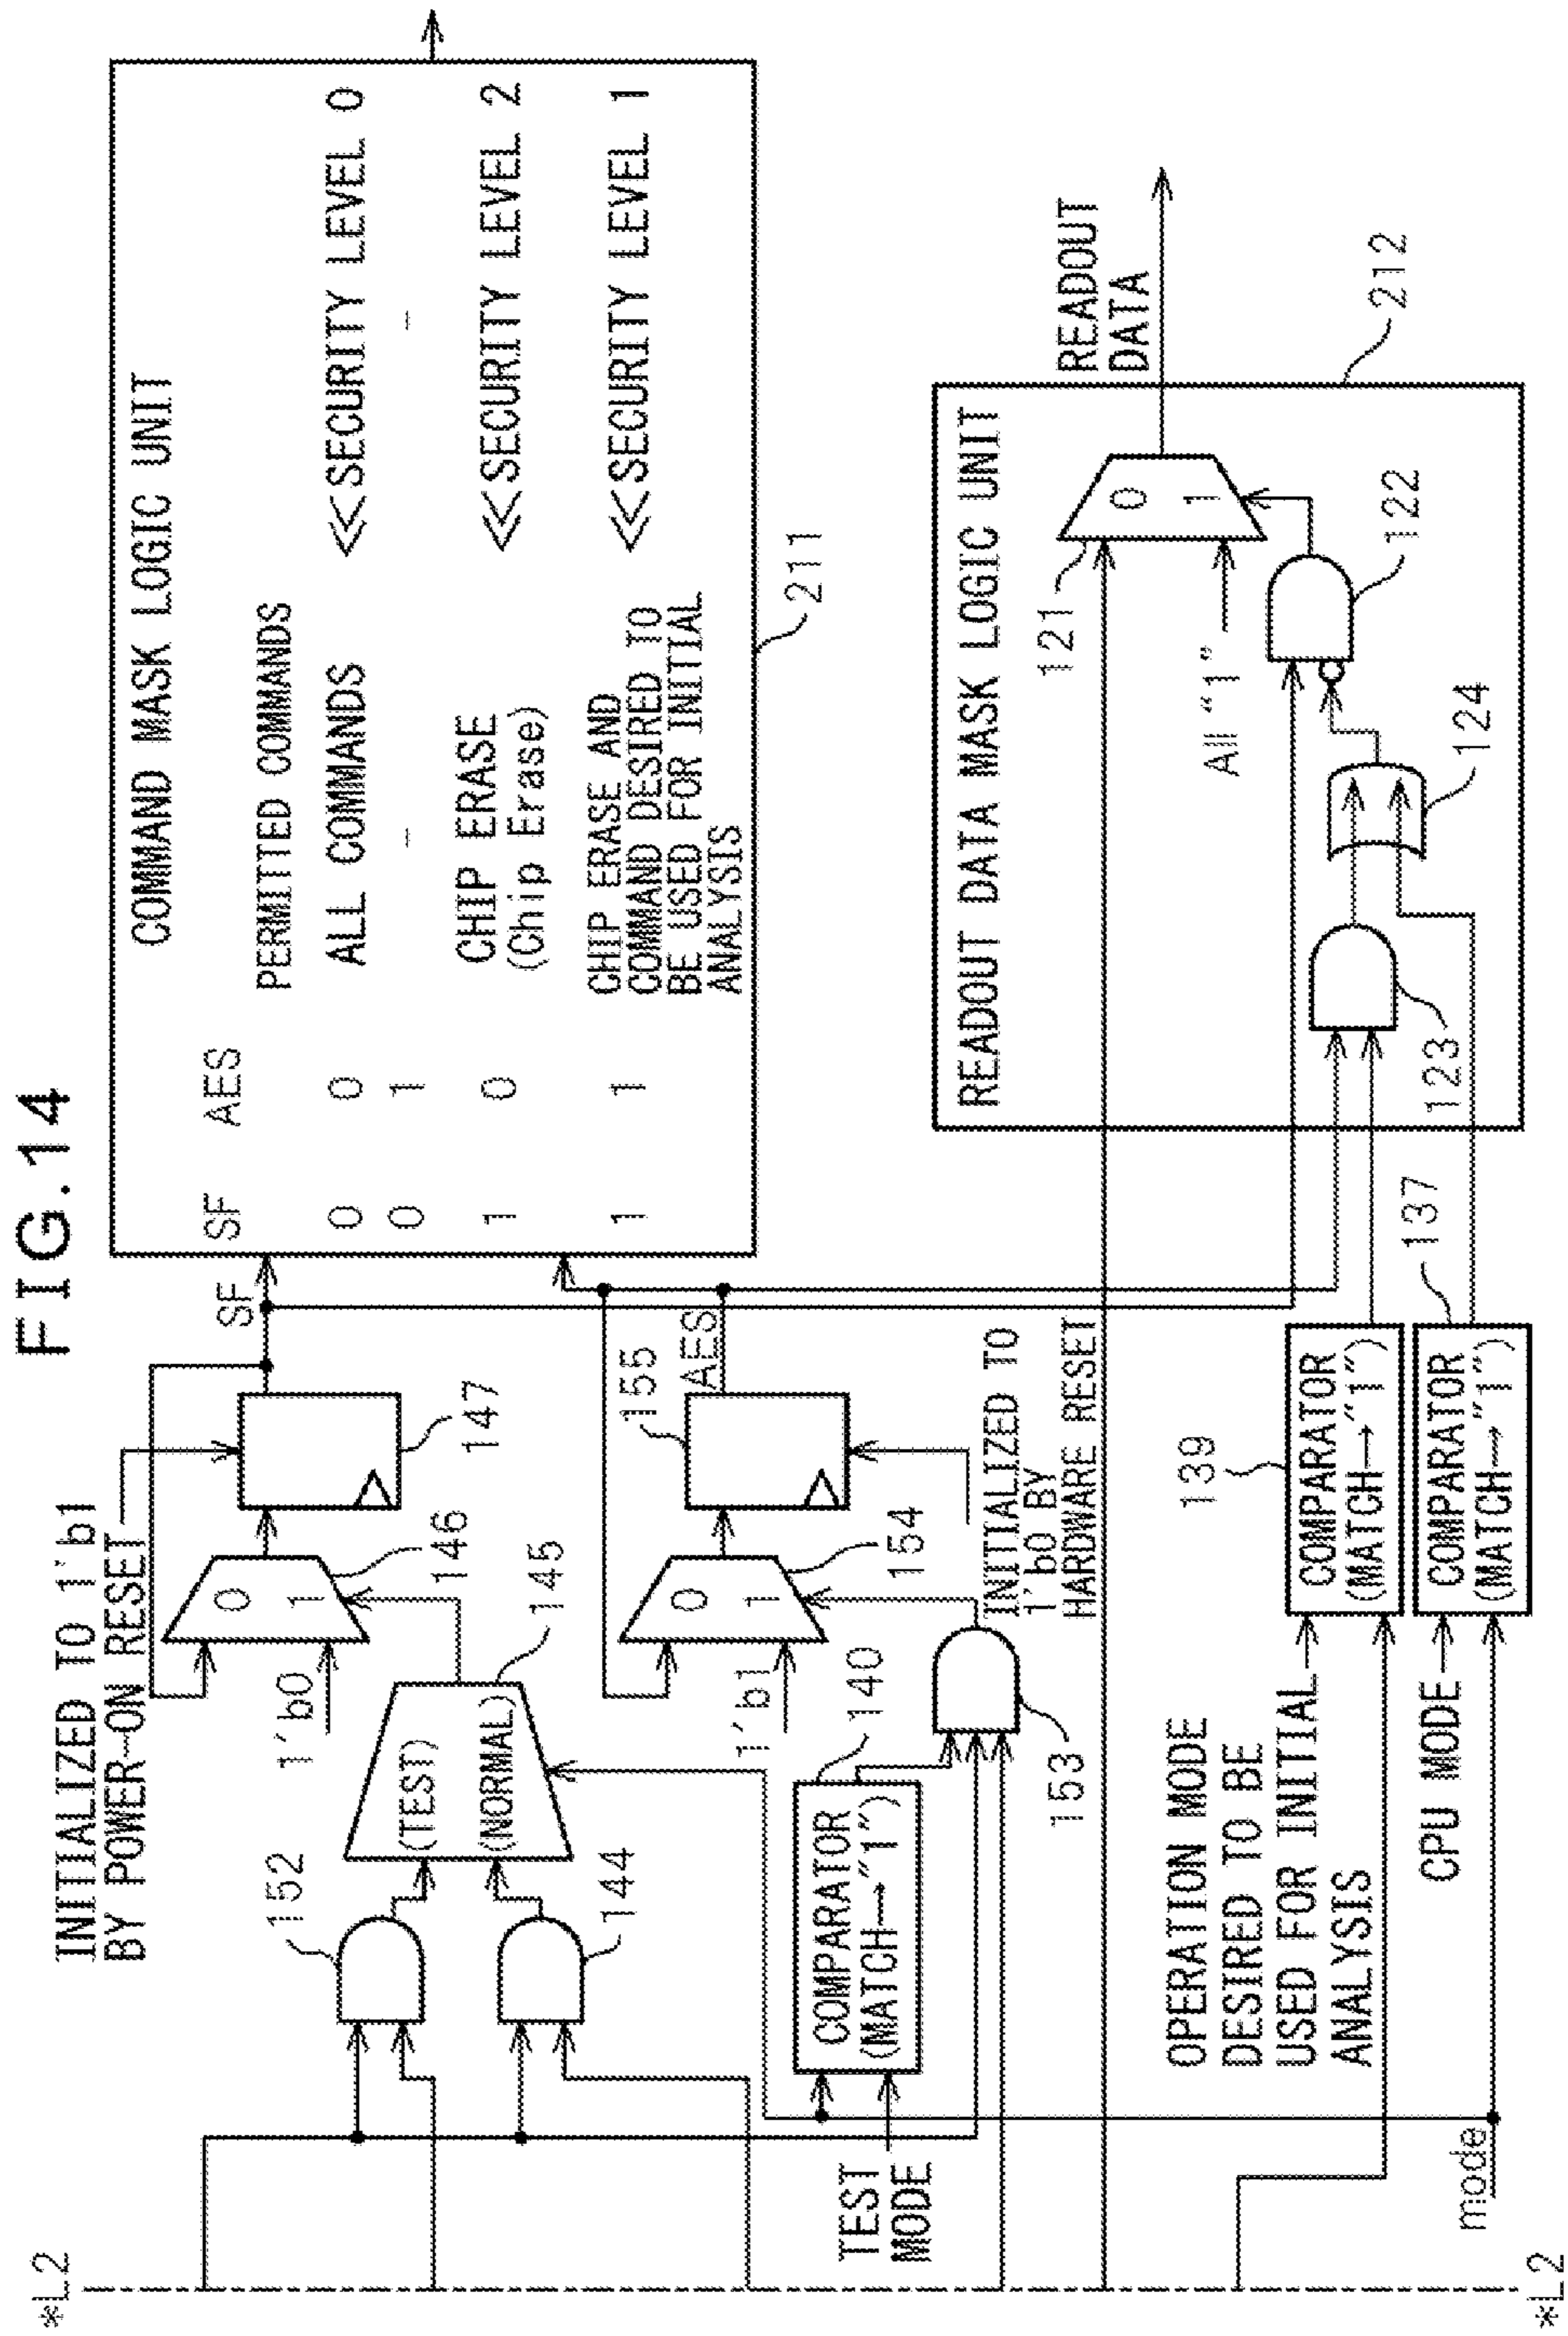 FIG.14
*L2
*L2
INITIALIZED TO 1'b1
BY POWER-ON RESET
152
144
(TEST)
(NORMAL)
145
1'b0
0
1
146
147
SF
TEST
MODE
COMPARATOR
(MATCH→"1")
140
153
1'b1
0
1
154
155
AES
INITIALIZED TO
1'b0 BY
HARDWARE RESET
COMMAND MASK LOGIC UNIT
SF AES PERMITTED COMMANDS
0 0 ALL COMMANDS <<SECURITY LEVEL 0
0 1 – –
1 0 CHIP ERASE <<SECURITY LEVEL 2
(Chip Erase)
1 1 CHIP ERASE AND <<SECURITY LEVEL 1
COMMAND DESIRED TO
BE USED FOR INITIAL
ANALYSIS
211
OPERATION MODE
DESIRED TO BE
USED FOR INITIAL
ANALYSIS
CPU MODE
mode
139
COMPARATOR
(MATCH→"1")
COMPARATOR
(MATCH→"1")
137
READOUT DATA MASK LOGIC UNIT
123
124
122
121
All "1"
0
1
READOUT
DATA
212